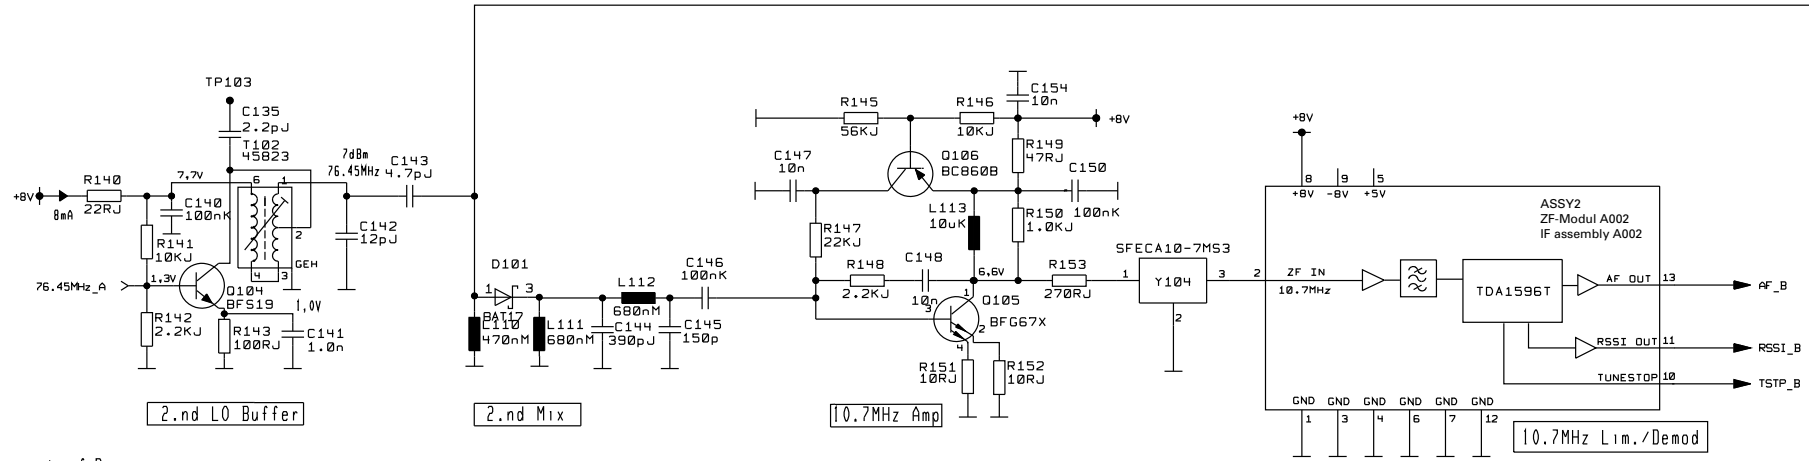 TP103
C135
2.2pJ
T102
45823
7dBm
76.45MHz
C143
4.7pJ
+8V
8mA
R140
22RJ
7,7V
6
1
C140
100nK
2
C142
12pJ
R141
10KJ
GEH
4
3
76.45MHz_A
1,3V
Q104
BFS19
1,0V
R142
2.2KJ
R143
100RJ
C141
1.0n
2.nd LO Buffer
D101
1
3
BAT17
L110
470nM
L111
680nM
L112
680nM
C144
390pJ
C145
150p
C146
100nK
2.nd Mix
R145
56KJ
R146
10KJ
C154
10n
+8V
C147
10n
Q106
BC860B
R149
47RJ
C150
100nK
L113
10uK
R150
1.0KJ
R147
22KJ
R148
2.2KJ
C148
10n
6,6V
1
Q105
3
BFG67X
2
4
R153
270RJ
R151
10RJ
R152
10RJ
10.7MHz Amp
SFECA10-7MS3
1
Y104
3
2
2
+8V
8
9
5
+8V
-8V
+5V
ASSY2
ZF-Modul A002
IF assembly A002
ZF IN
10.7MHz
TDA1596T
AF OUT
13
AF_B
RSSI OUT
11
RSSI_B
TUNESTOP
10
TSTP_B
GND GND GND GND GND GND
1 3 4 6 7 12
10.7MHz Lim./Demod